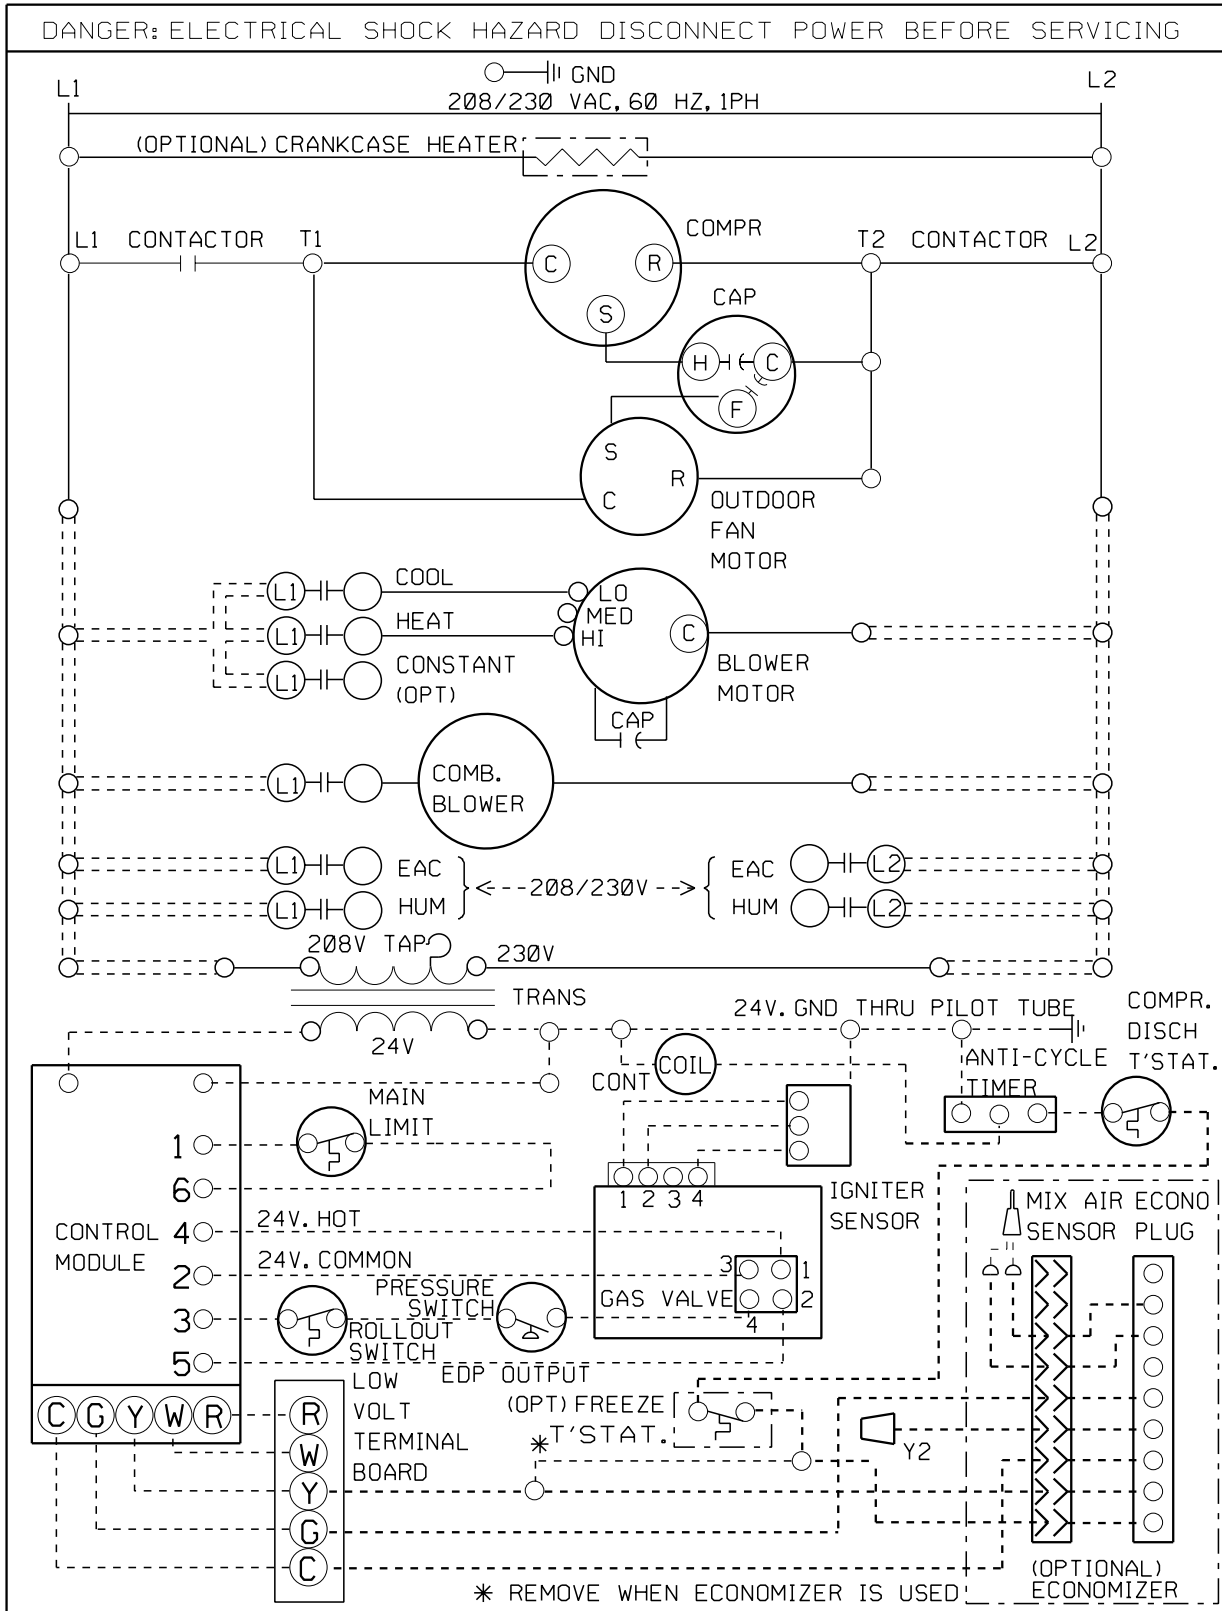 DANGER: ELECTRICAL SHOCK HAZARD DISCONNECT POWER BEFORE SERVICING
GND
L1
L2
208/230 VAC, 60 HZ, 1PH
(OPTIONAL) CRANKCASE HEATER
COMPR
L1 CONTACTOR T1
T2 CONTACTOR L2
C
R
S
CAP
H
C
F
S
R
C
OUTDOOR
FAN
MOTOR
L1
COOL
LO
MED
L1
HEAT
HI
C
L1
CONSTANT
(OPT)
BLOWER
MOTOR
CAP
L1
COMB.
BLOWER
L1
EAC
208/230V
EAC
L2
L1
HUM
HUM
L2
208V TAP
230V
TRANS
24V
24V. GND THRU PILOT TUBE
COMPR.
DISCH
T'STAT.
CONT
COIL
ANTI-CYCLE
TIMER
MAIN
LIMIT
1
6
CONTROL
MODULE
4
24V. HOT
2
24V. COMMON
3
5
1 2 3 4
IGNITER
SENSOR
MIX AIR
SENSOR
ECONO
PLUG
PRESSURE
SWITCH
GAS VALVE
3
1
2
4
ROLLOUT
SWITCH
EDP OUTPUT
C G Y W R
LOW
VOLT
TERMINAL
BOARD
R
W
Y
G
C
(OPT) FREEZE
* T'STAT.
Y2
(OPTIONAL)
ECONOMIZER
* REMOVE WHEN ECONOMIZER IS USED